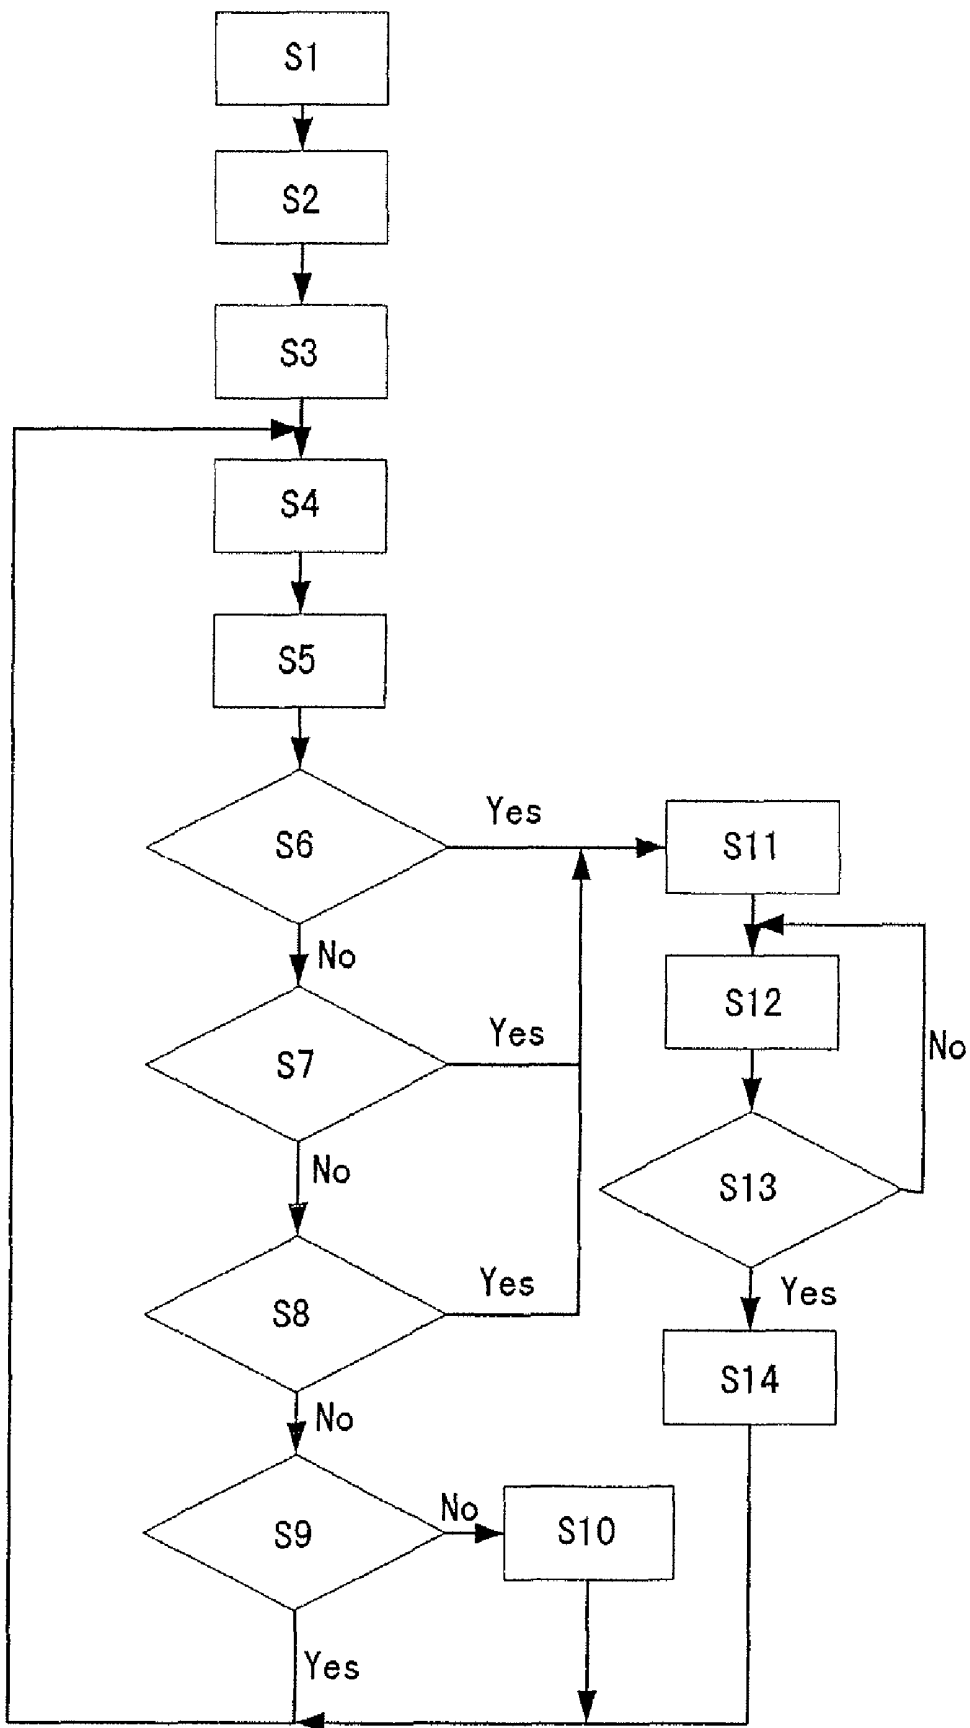 S1
S2
S3
S4
S5
S6
Yes
S11
No
S12
S7
Yes
No
S13
No
S8
Yes
Yes
S14
No
S9
No
S10
Yes